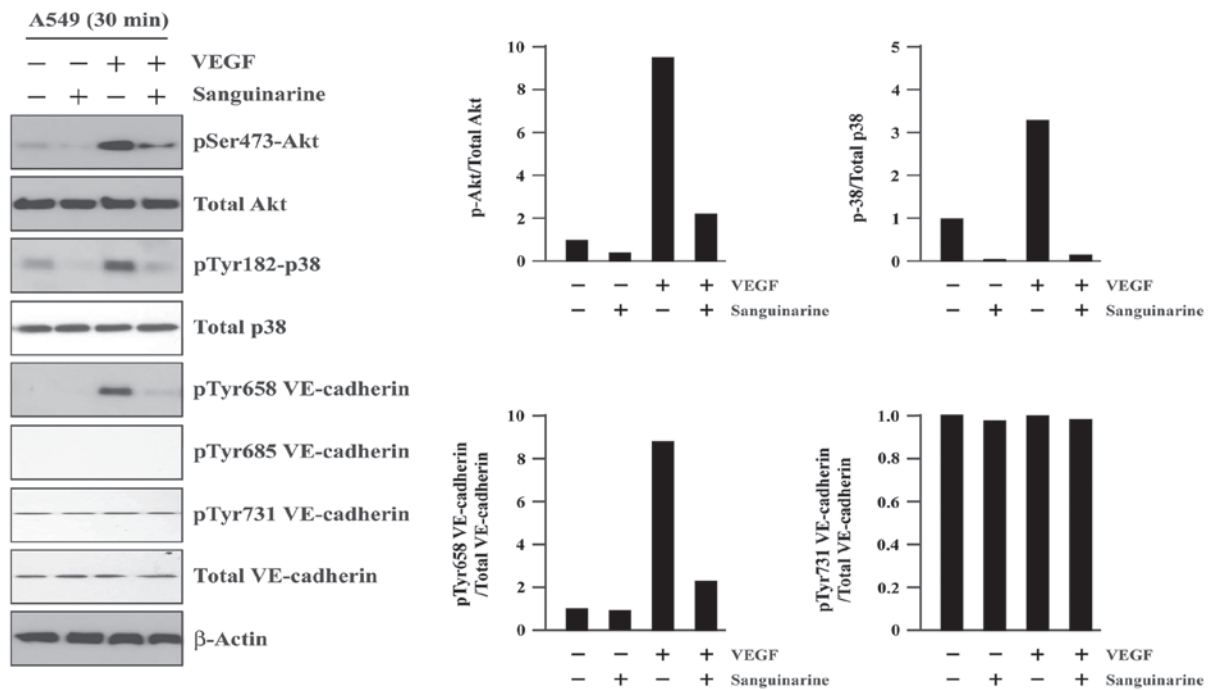 A549 (30 min)
– – + + VEGF
– + – + Sanguinarine
pSer473-Akt
Total Akt
pTyr182-p38
Total p38
pTyr658 VE-cadherin
pTyr685 VE-cadherin
pTyr731 VE-cadherin
Total VE-cadherin
β-Actin
p-Akt/Total Akt
10
8
6
4
2
0
– – + + VEGF
– + – + Sanguinarine
p-38/Total p38
5
4
3
2
1
0
– – + + VEGF
– + – + Sanguinarine
pTyr658 VE-cadherin
/Total VE-cadherin
10
8
6
4
2
0
– – + + VEGF
– + – + Sanguinarine
pTyr731 VE-cadherin
/Total VE-cadherin
1.0
0.8
0.6
0.4
0.2
0
– – + + VEGF
– + – + Sanguinarine